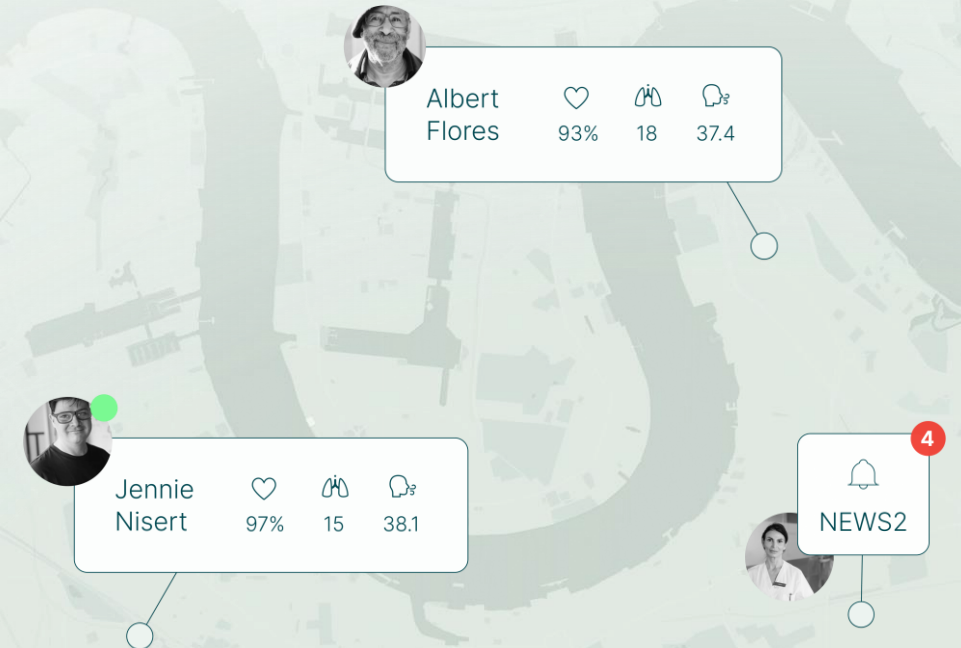 Albert
Flores
93% 18 37.4
Jennie
Nisert
97% 15 38.1
4
NEWS2